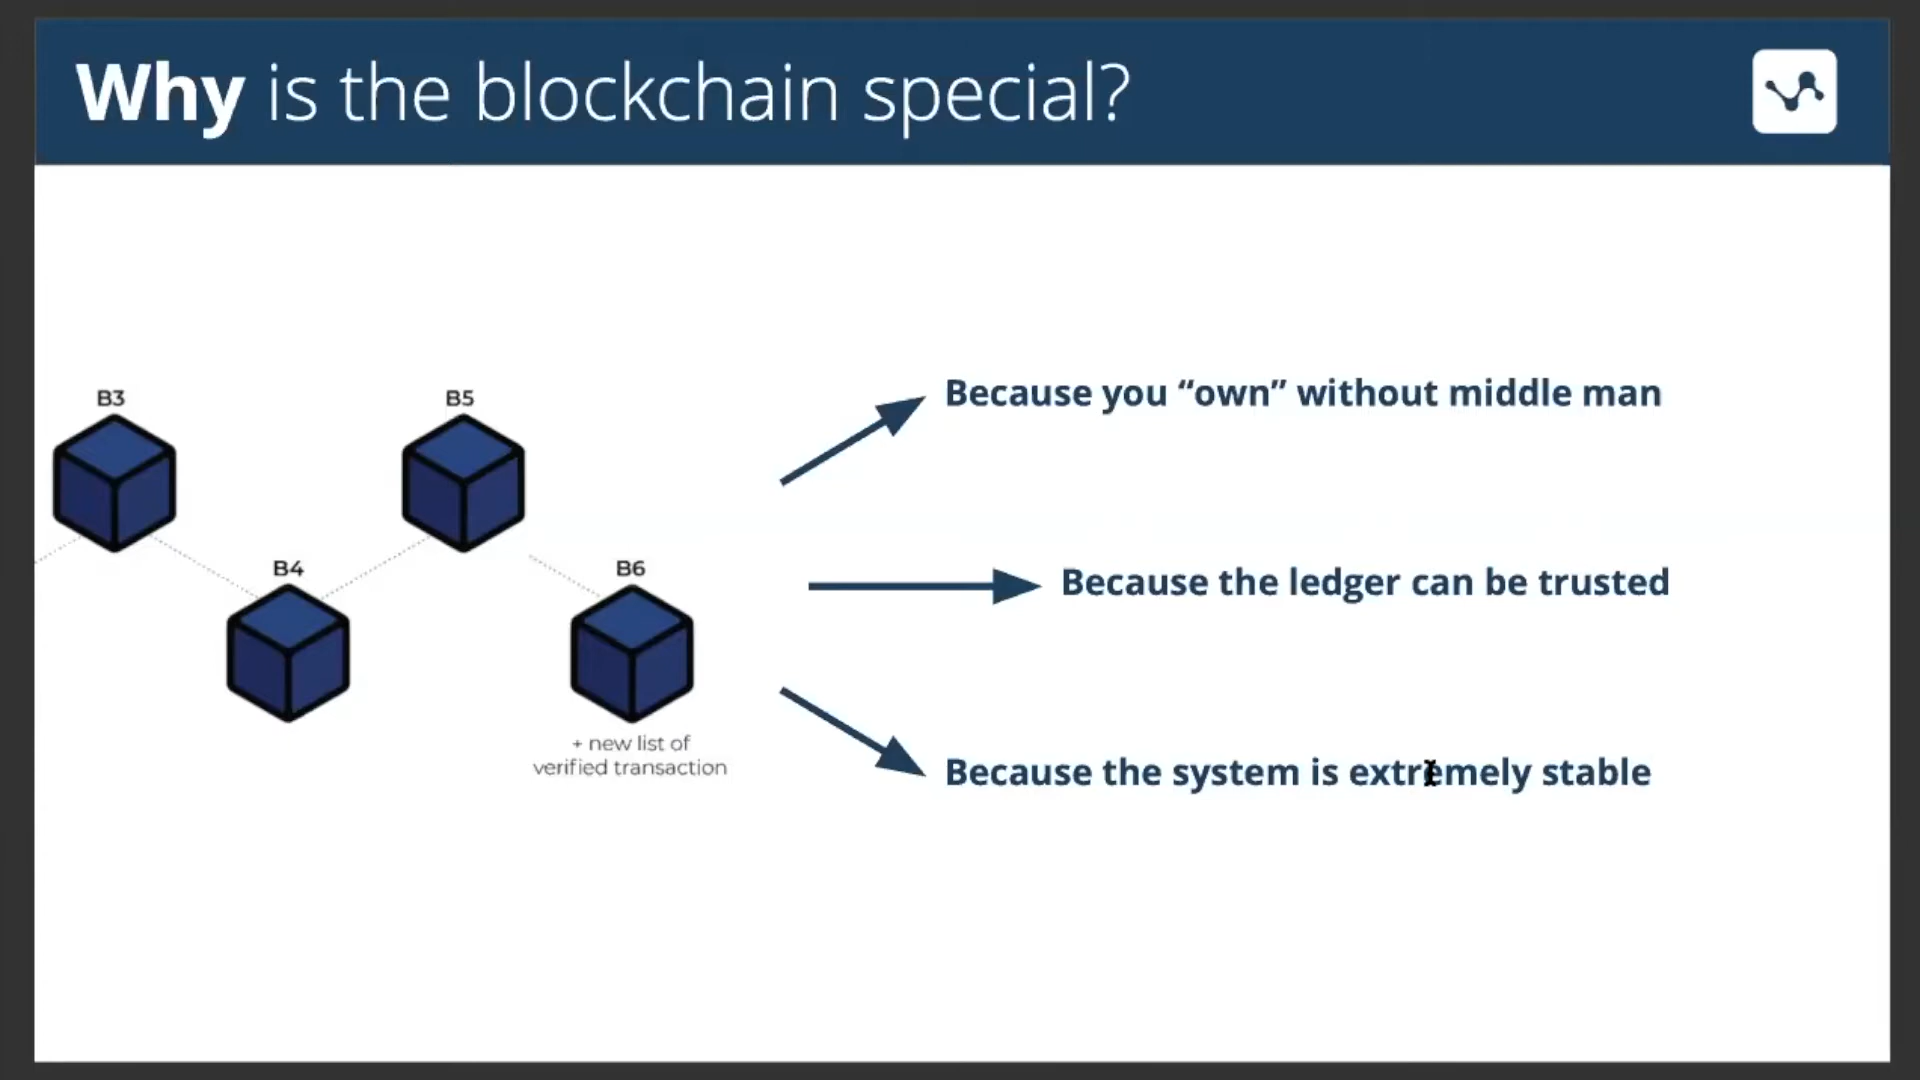 Why is the blockchain special?
B3
B5
B4
B6
+ new list of
verified transaction
Because you “own” without middle man
Because the ledger can be trusted
Because the system is extremely stable